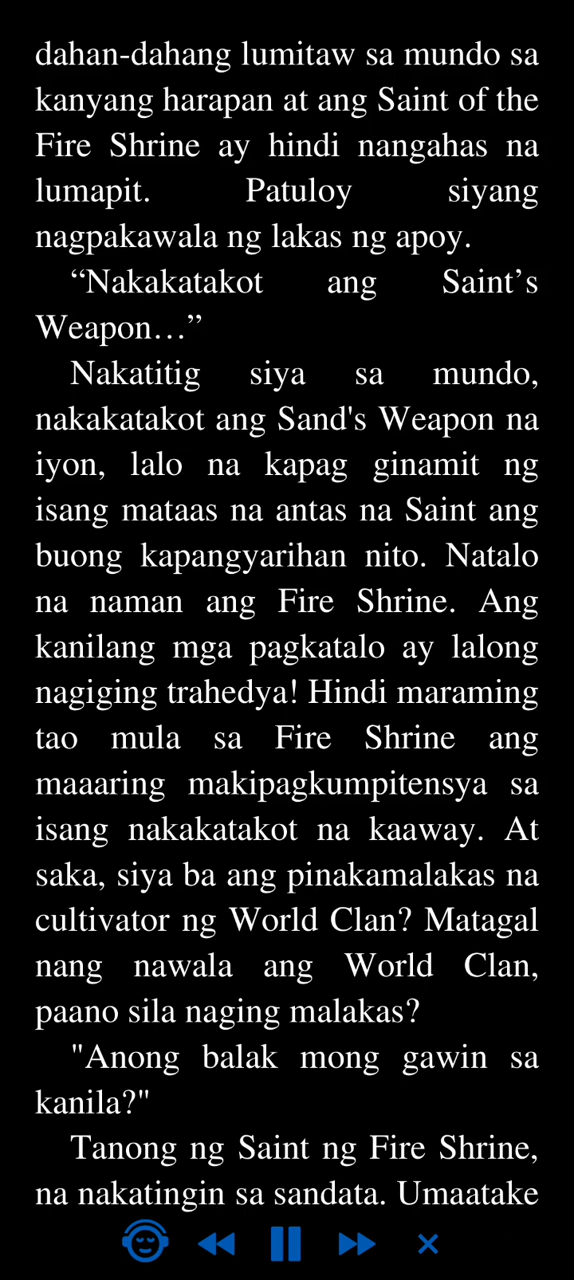 dahan-dahang lumitaw sa mundo sa
kanyang harapan at ang Saint of the
Fire Shrine ay hindi nangahas na
lumapit. Patuloy siyang
nagpakawala ng lakas ng apoy.
“Nakakatakot ang Saint’s
Weapon…”
Nakatitig siya sa mundo,
nakakatakot ang Sand's Weapon na
iyon, lalo na kapag ginamit ng
isang mataas na antas na Saint ang
buong kapangyarihan nito. Natalo
na naman ang Fire Shrine. Ang
kanilang mga pagkatalo ay lalong
nagiging trahedya! Hindi maraming
tao mula sa Fire Shrine ang
maaaring makipagkumpitensya sa
isang nakakatakot na kaaway. At
saka, siya ba ang pinakamalakas na
cultivator ng World Clan? Matagal
nang nawala ang World Clan,
paano sila naging malakas?
"Anong balak mong gawin sa
kanila?"
Tanong ng Saint ng Fire Shrine,
na nakatingin sa sandata. Umaatake